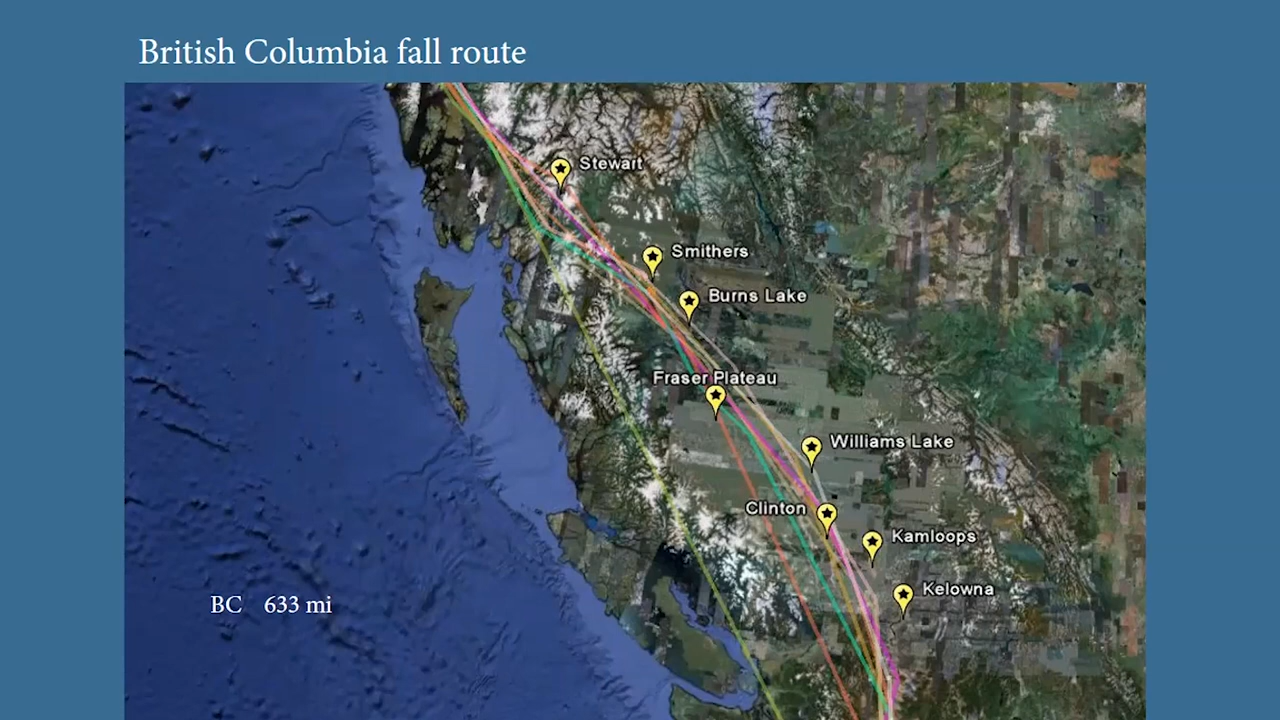 British Columbia fall route
Stewart
Smithers
Burns Lake
Fraser Plateau
Williams Lake
Clinton
Kamloops
Kelowna
BC 633 mi